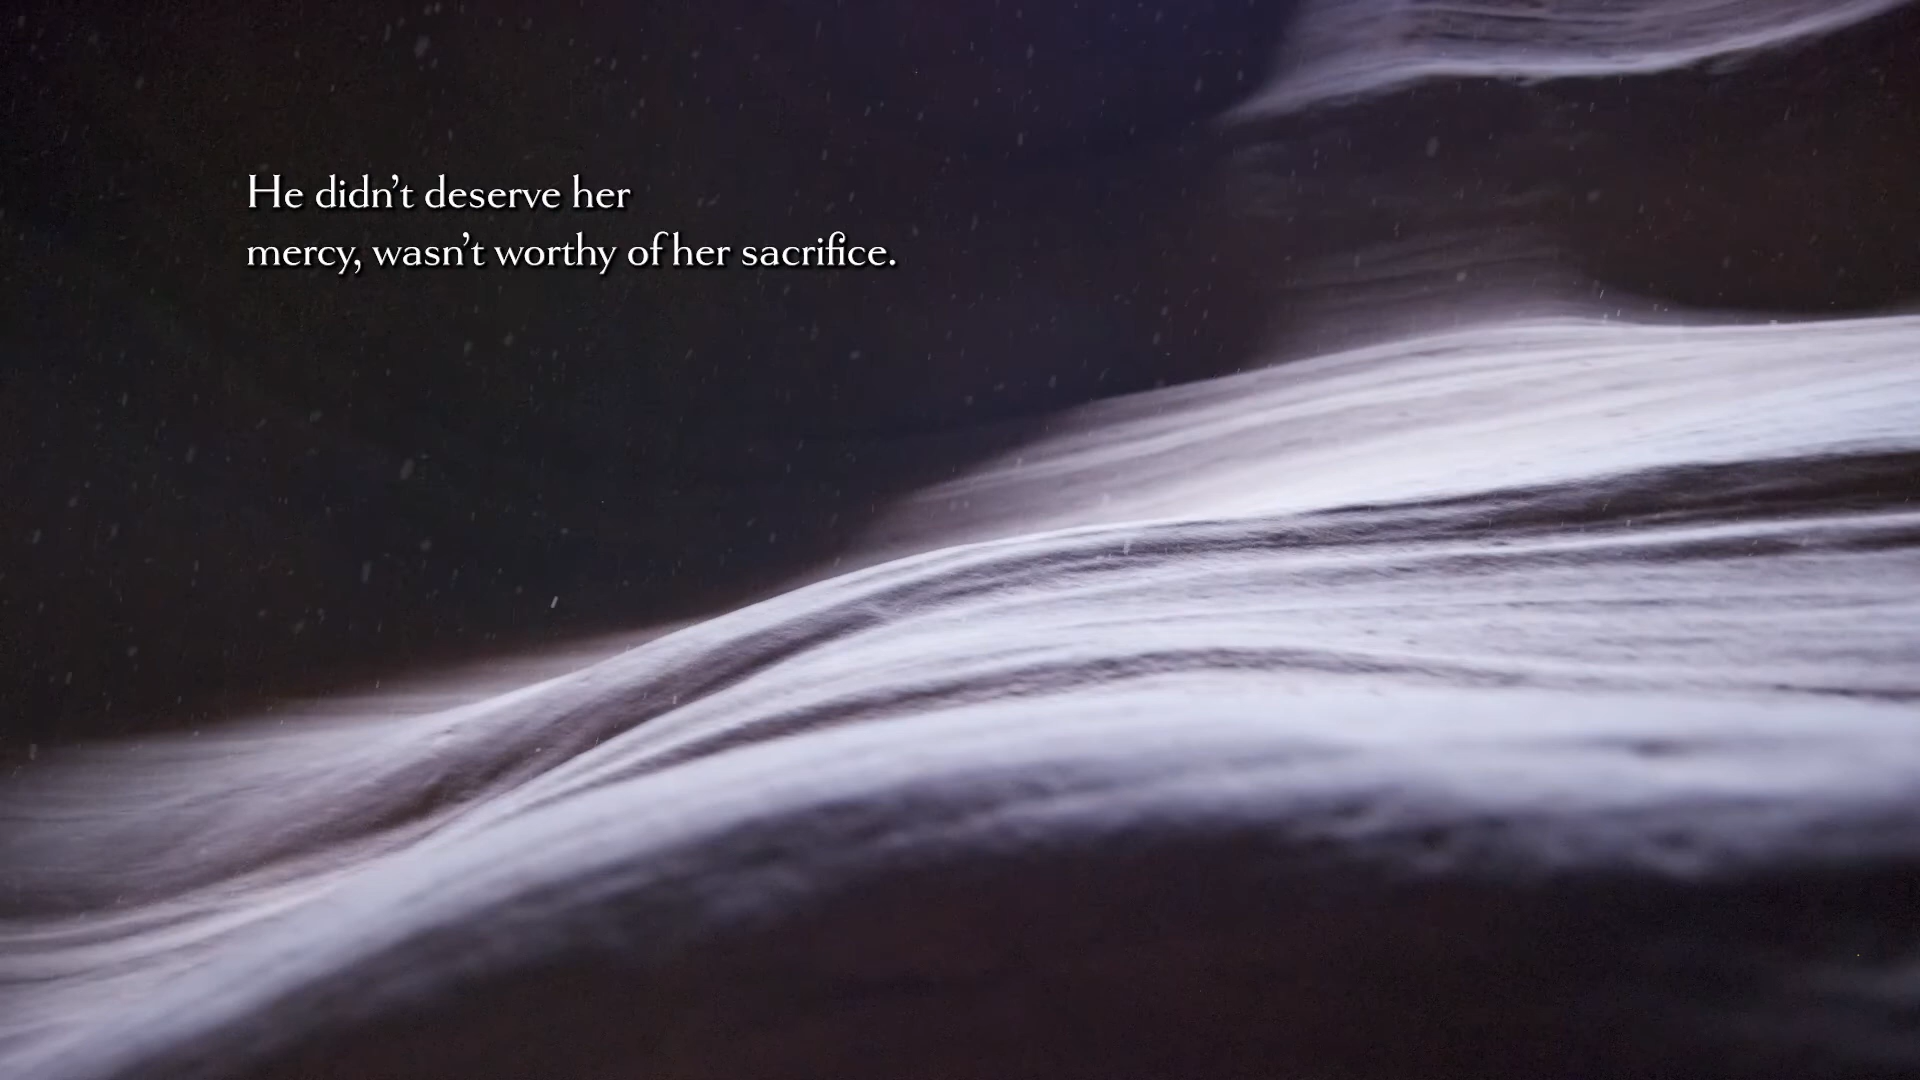 He didn’t deserve her
mercy, wasn’t worthy of her sacrifice.